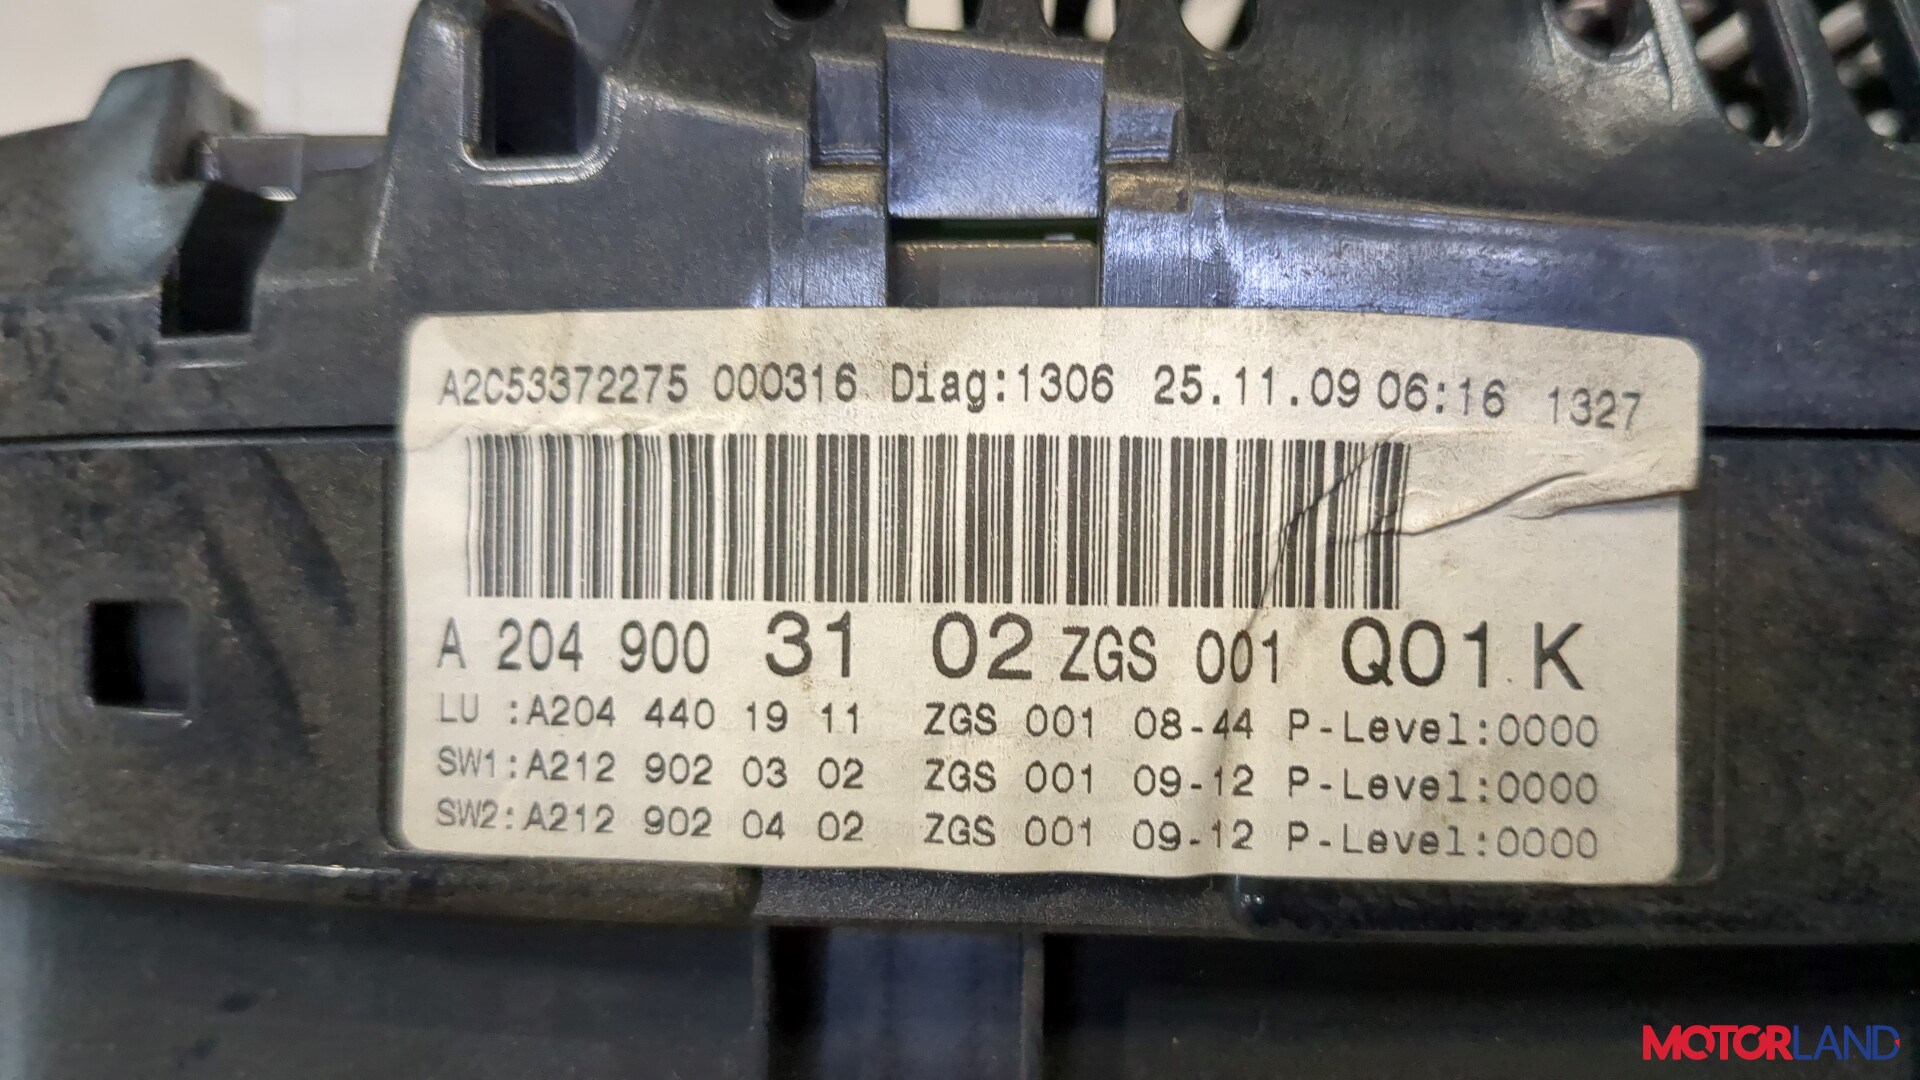 A2C53372275 000316 Diag:1306 25.11.09 06:16 1327
A 204 900 31 02 ZGS 001 Q01 K
LU :A204 440 19 11 ZGS 001 08-44 P-Level:0000
SW1:A212 902 03 02 ZGS 001 09-12 P-Level:0000
SW2:A212 902 04 02 ZGS 001 09-12 P-Level:0000
MOTORLAND